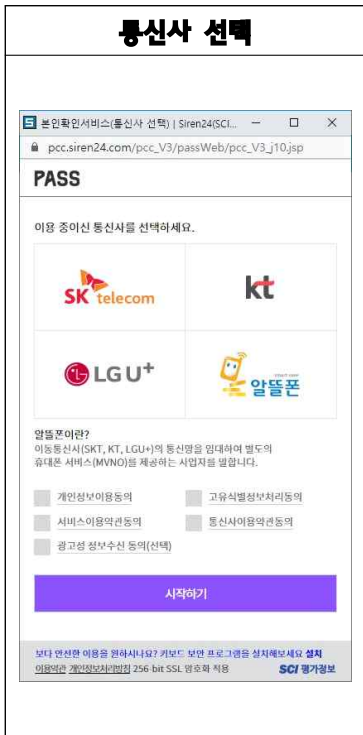 통신사 선택
본인확인서비스(통신사 선택) | Siren24(SCI...
pcc.siren24.com/pcc_V3/passWeb/pcc_V3_j10.jsp
PASS
이용 중이신 통신사를 선택하세요.
SK telecom
kt
LG U+
알뜰폰
알뜰폰이란?
이동통신사(SKT, KT, LGU+)의 통신망을 임대하여 별도의
휴대폰 서비스(MVNO)를 제공하는 사업자를 말합니다.
개인정보이용동의 고유식별정보처리동의
서비스이용약관동의 통신사이용약관동의
광고성 정보수신 동의(선택)
시작하기
보다 안전한 이용을 원하시나요? 키보드 보안 프로그램을 설치해보세요 설치
이용약관 개인정보처리방침 256-bit SSL 암호화 적용 SCI 평가정보